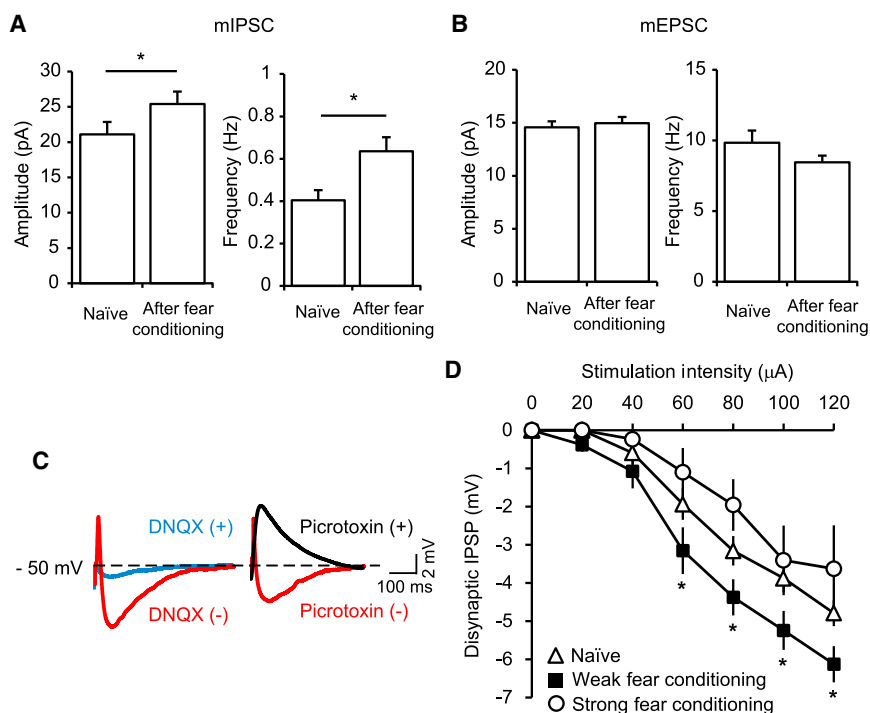 A
mIPSC
*
Amplitude (pA)
30
25
20
15
10
5
0
Naïve
After fear
conditioning
*
Frequency (Hz)
1
0.8
0.6
0.4
0.2
0
Naïve
After fear
conditioning
B
mEPSC
Amplitude (pA)
20
15
10
5
0
Naïve
After fear
conditioning
Frequency (Hz)
15
10
5
0
Naïve
After fear
conditioning
C
DNQX (+)
Picrotoxin (+)
- 50 mV
2 mV
100 ms
DNQX (-)
Picrotoxin (-)
D
Stimulation intensity (μA)
0 20 40 60 80 100 120
Disynaptic IPSP (mV)
0
-1
-2
-3
-4
-5
-6
-7
*
*
*
*
Naïve
Weak fear conditioning
Strong fear conditioning